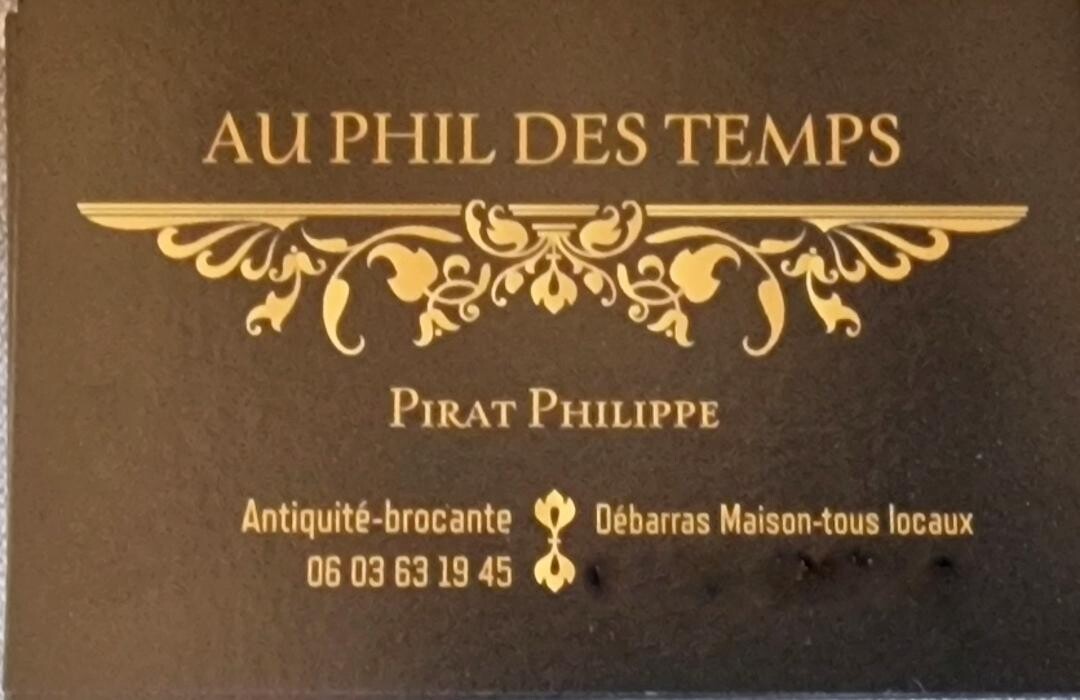 AU PHIL DES TEMPS
PIRAT PHILIPPE
Antiquité-brocante
06 03 63 19 45
Débarras Maison-tous locaux